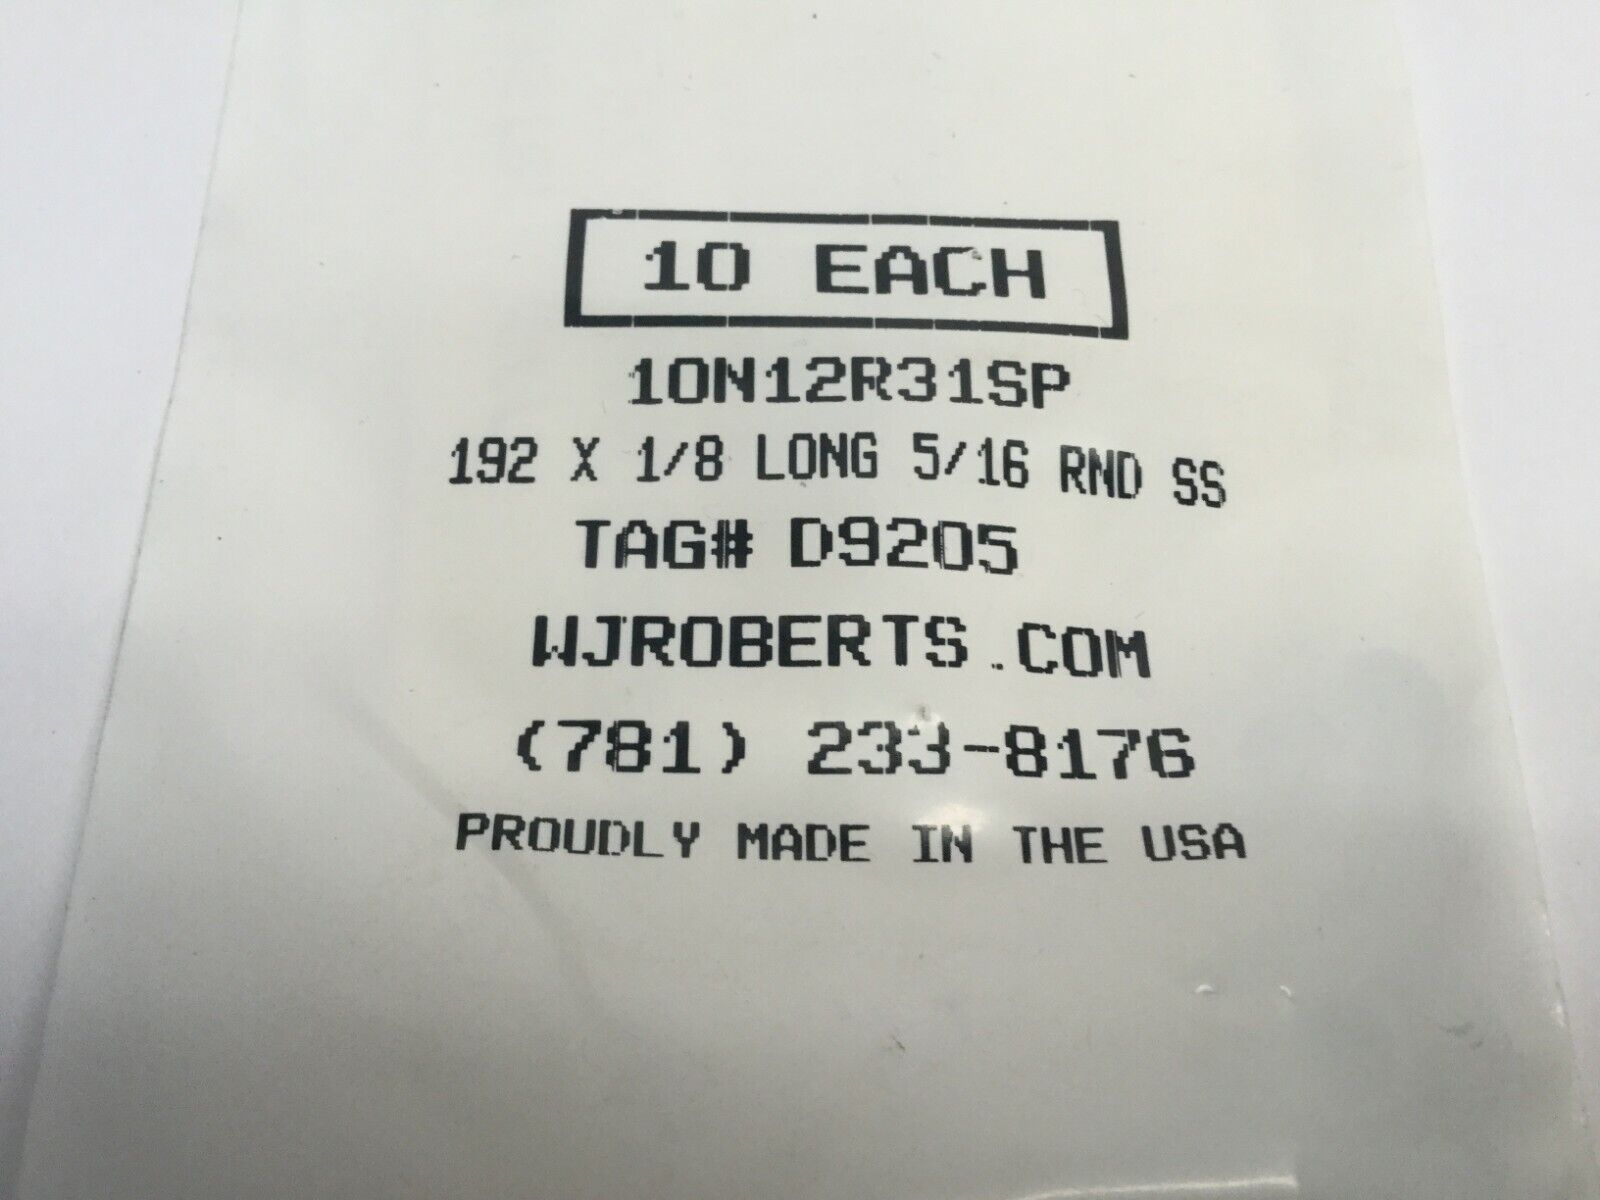 10 EACH
10N12R31SP
192 X 1/8 LONG 5/16 RND SS
TAG# D9205
WJROBERTS.COM
(781) 233-8176
PROUDLY MADE IN THE USA